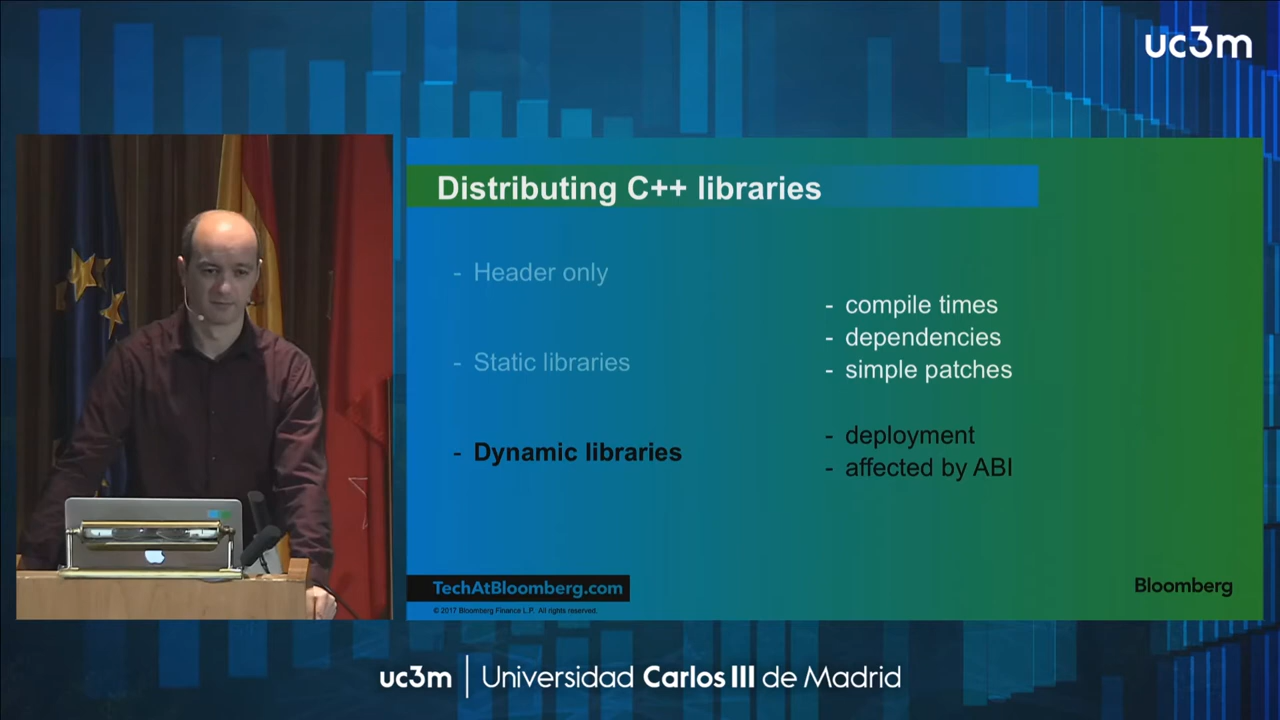 uc3m
Distributing C++ libraries
- Header only
- Static libraries
- Dynamic libraries
- compile times
- dependencies
- simple patches
- deployment
- affected by ABI
TechAtBloomberg.com
© 2017 Bloomberg Finance L.P. All rights reserved.
Bloomberg
uc3m | Universidad Carlos III de Madrid